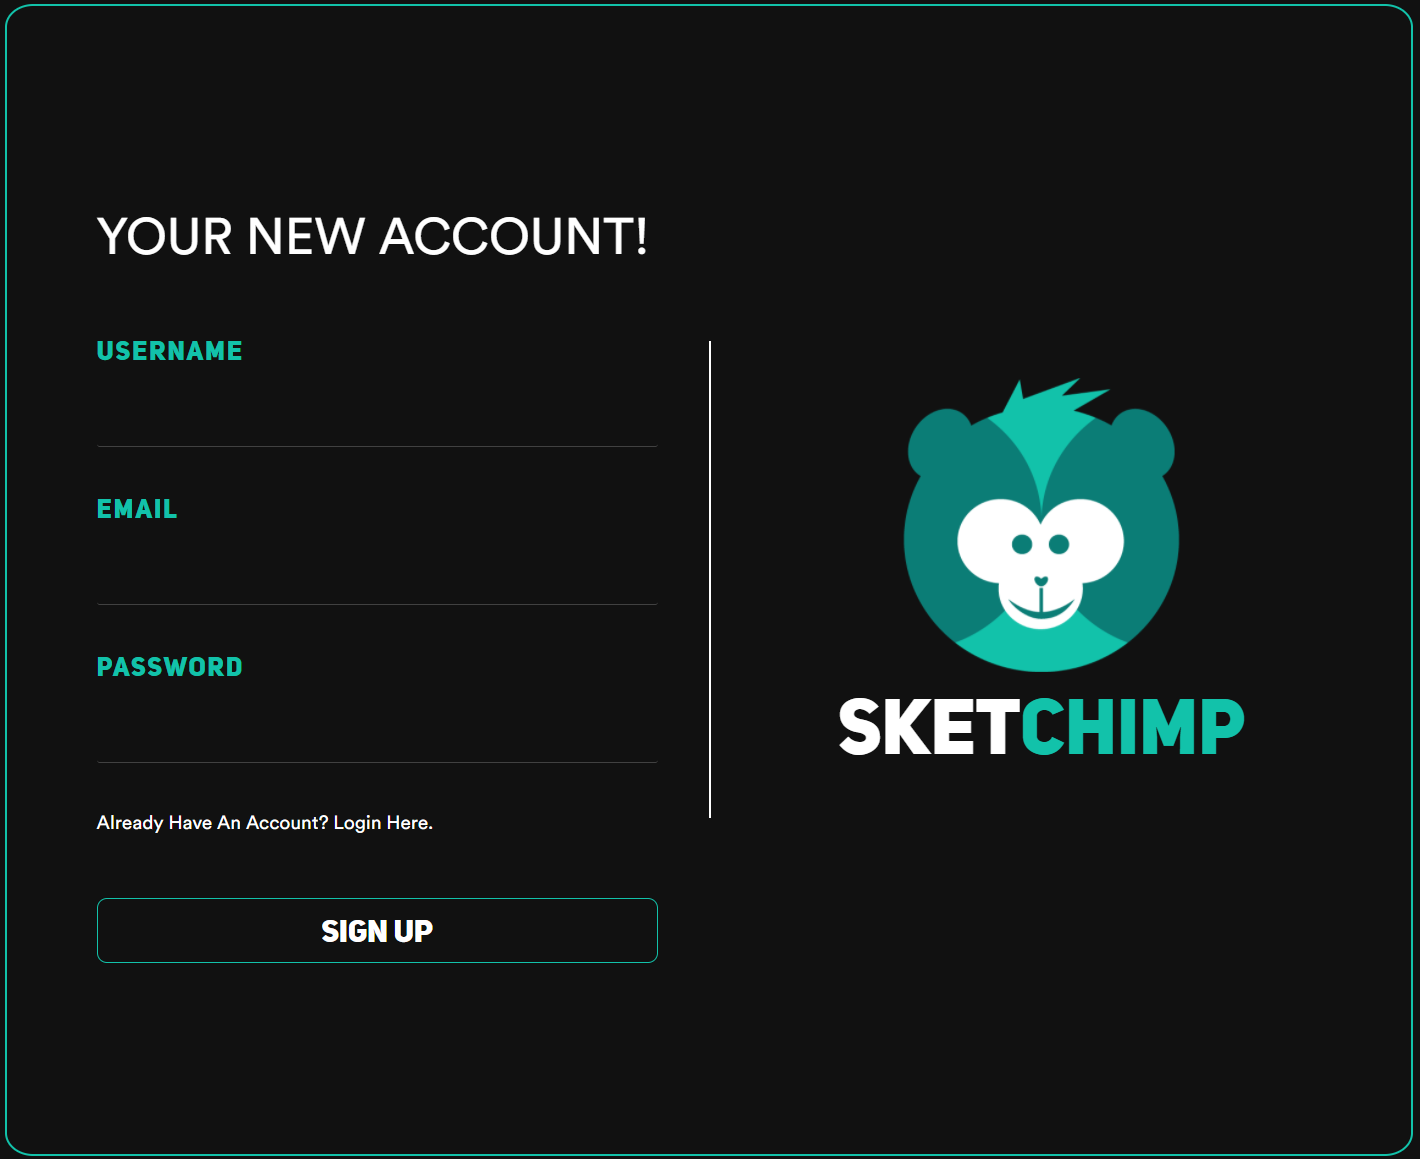 YOUR NEW ACCOUNT!
USERNAME
EMAIL
PASSWORD
Already Have An Account? Login Here.
SIGN UP
SKETCHIMP